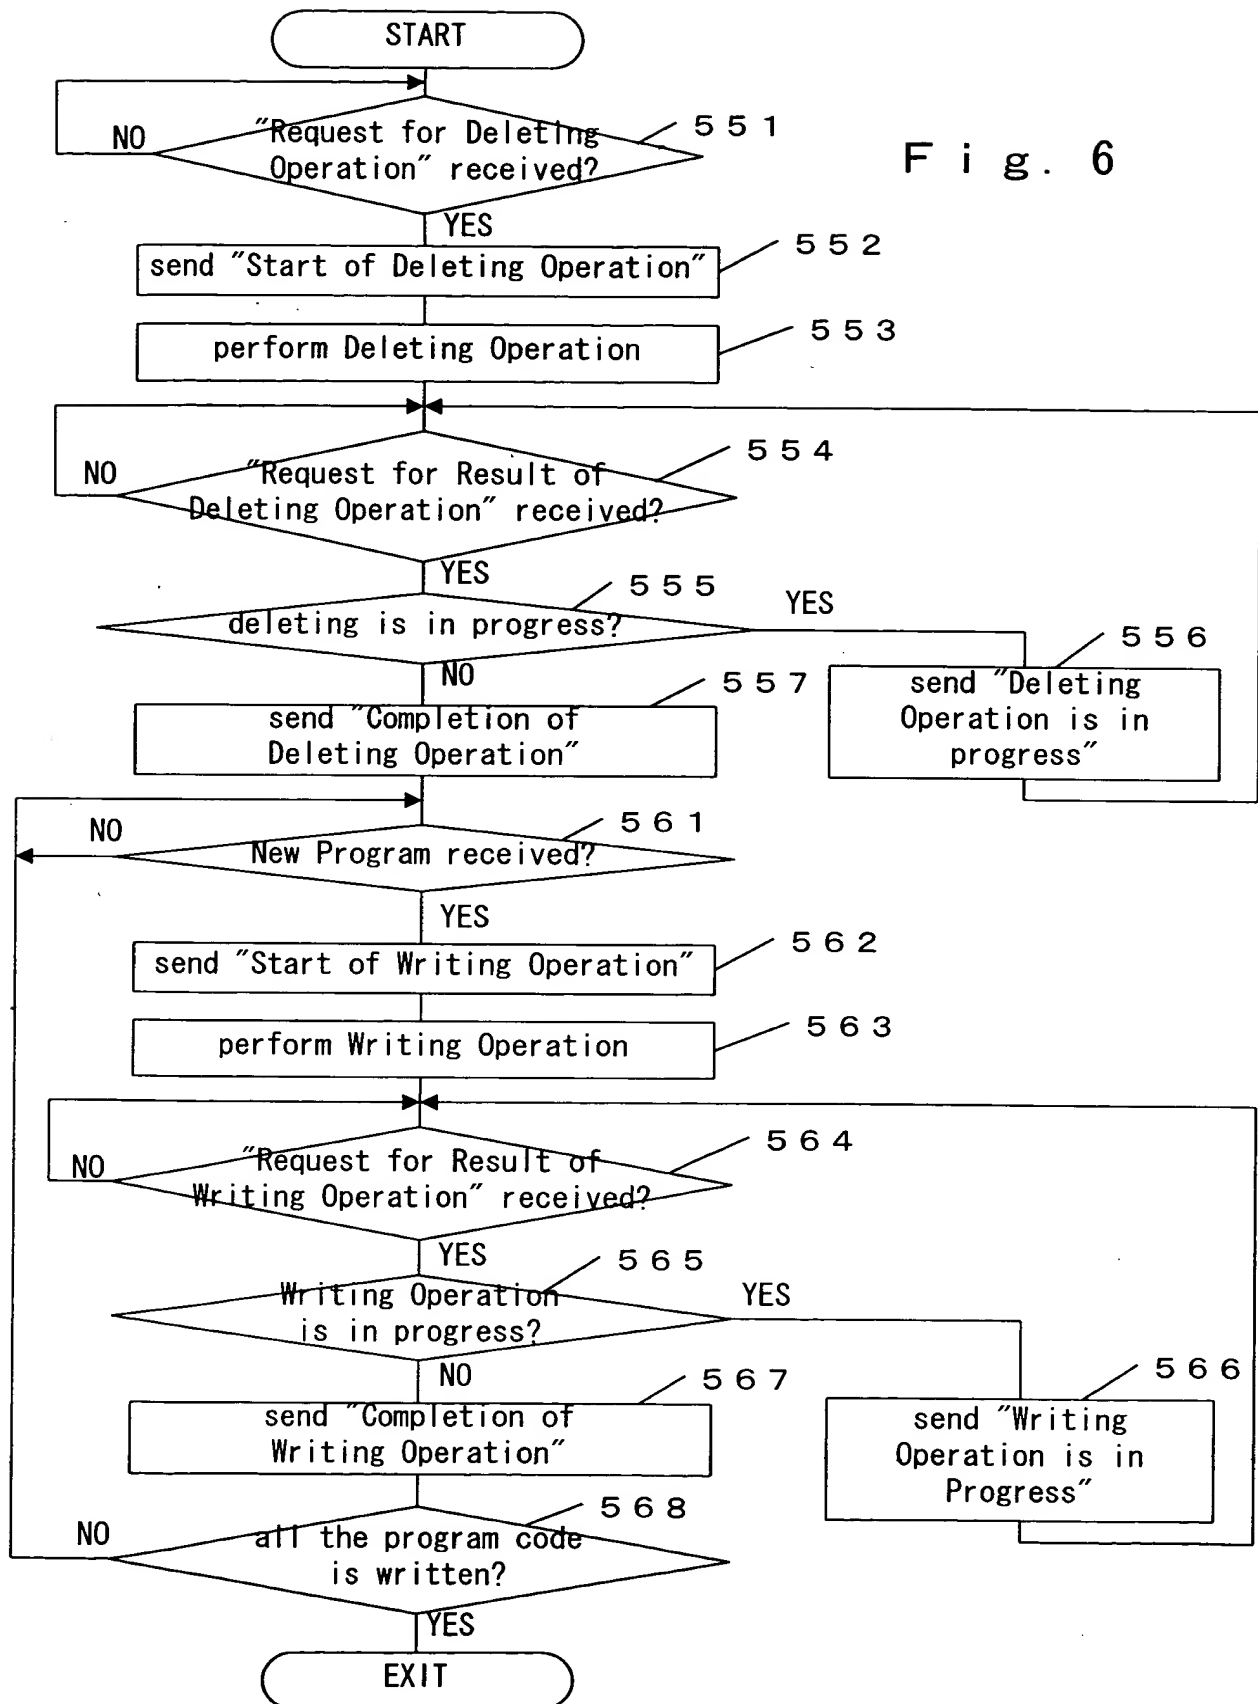 START
NO
"Request for Deleting
Operation" received?
551
Fig. 6
YES
send "Start of Deleting Operation"
552
perform Deleting Operation
553
NO
"Request for Result of
Deleting Operation" received?
554
YES
deleting is in progress?
555
YES
NO
send "Deleting
Operation is in
progress"
556
send "Completion of
Deleting Operation"
557
NO
New Program received?
561
YES
send "Start of Writing Operation"
562
perform Writing Operation
563
NO
"Request for Result of
Writing Operation" received?
564
YES
Writing Operation
is in progress?
565
YES
NO
send "Writing
Operation is in
Progress"
566
send "Completion of
Writing Operation"
567
NO
all the program code
is written?
568
YES
EXIT